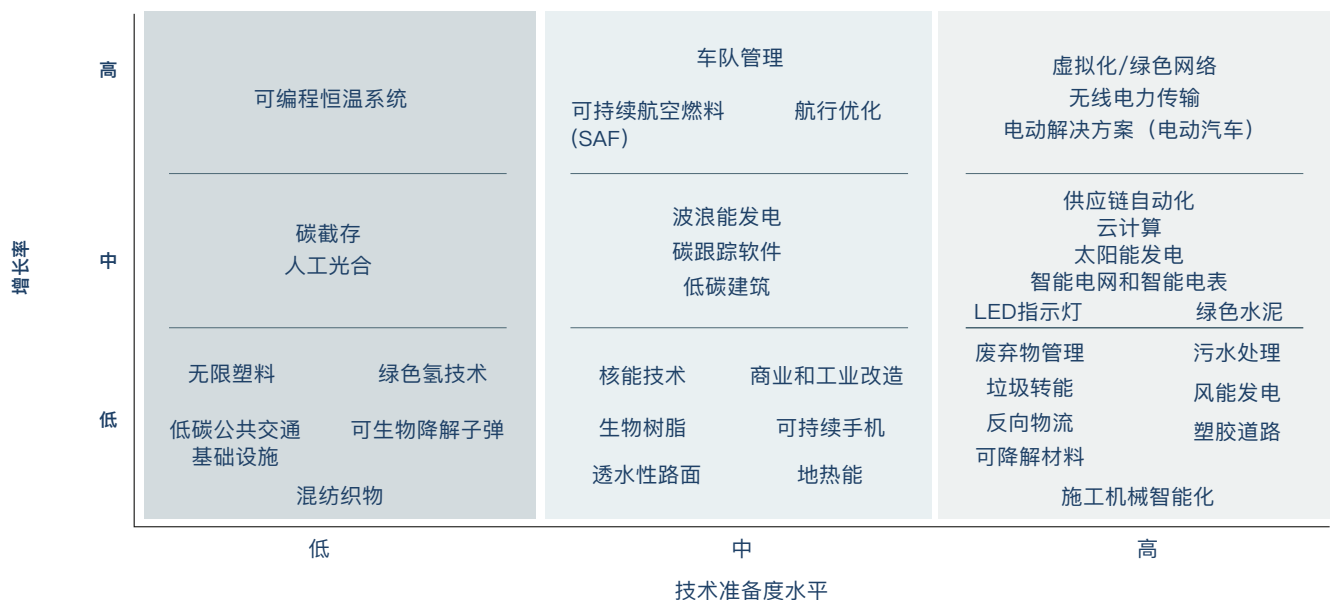 增长率
高
可编程恒温系统
车队管理
可持续航空燃料
(SAF)
航行优化
虚拟化/绿色网络
无线电力传输
电动解决方案（电动汽车）
中
碳截存
人工光合
波浪能发电
碳跟踪软件
低碳建筑
供应链自动化
云计算
太阳能发电
智能电网和智能电表
LED指示灯
绿色水泥
低
无限塑料
绿色氢技术
低碳公共交通
基础设施
可生物降解子弹
混纺织物
核能技术
商业和工业改造
生物树脂
可持续手机
透水性路面
地热能
废弃物管理
污水处理
垃圾转能
风能发电
反向物流
塑胶道路
可降解材料
施工机械智能化
低
中
高
技术准备度水平